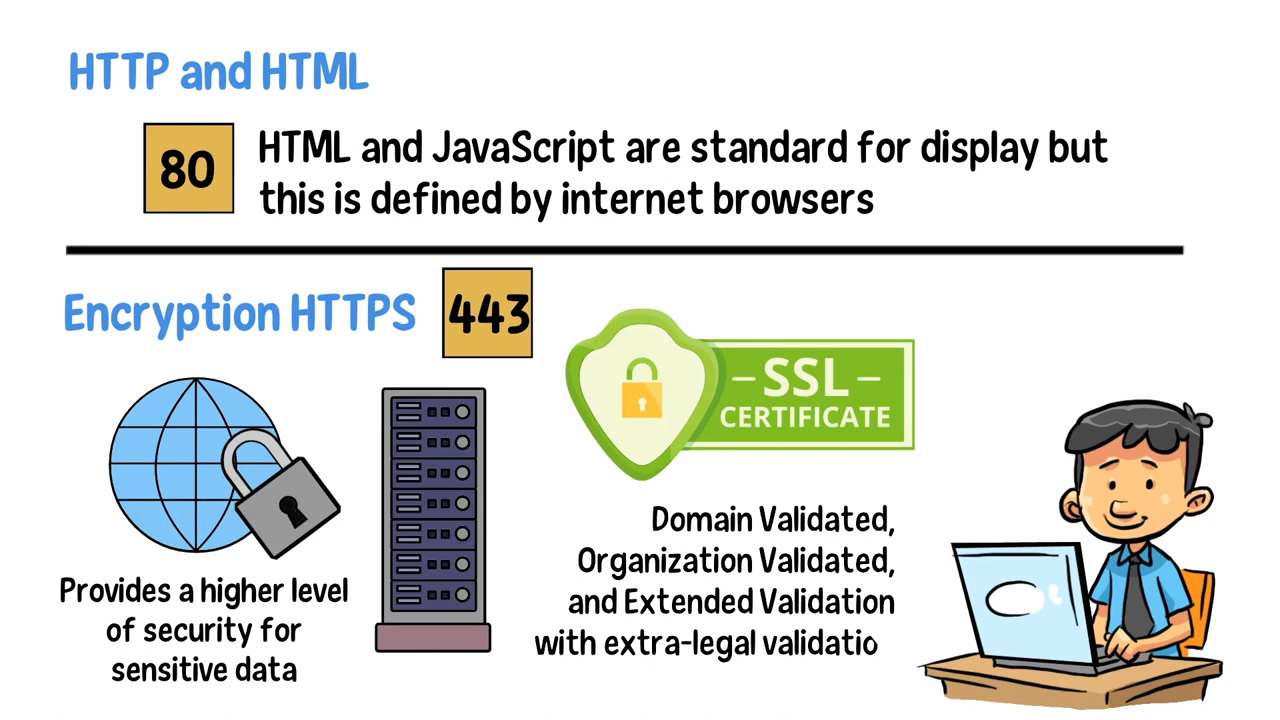 HTTP and HTML
80
HTML and JavaScript are standard for display but
this is defined by internet browsers
Encryption HTTPS
443
Provides a higher level
of security for
sensitive data
– SSL –
CERTIFICATE
Domain Validated,
Organization Validated,
and Extended Validation
with extra-legal validatio